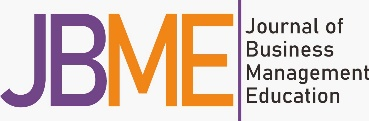 JBME
Journal of
Business
Management
Education